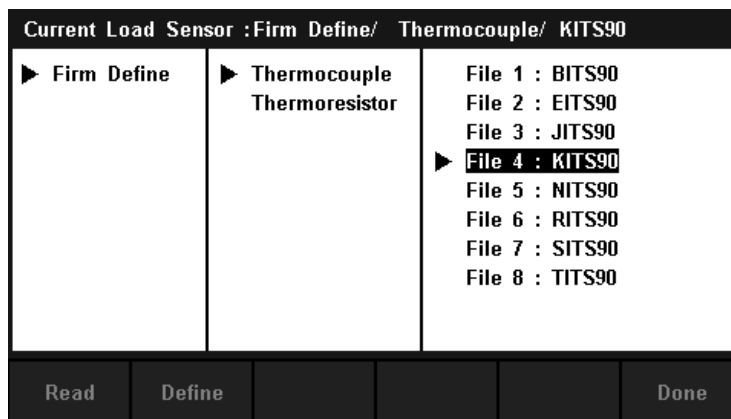 Current Load Sensor :Firm Define/ Thermocouple/ KITS90
Firm Define
Thermocouple
Thermoresistor
File 1 : BITS90
File 2 : EITS90
File 3 : JITS90
File 4 : KITS90
File 5 : NITS90
File 6 : RITS90
File 7 : SITS90
File 8 : TITS90
Read Define Done